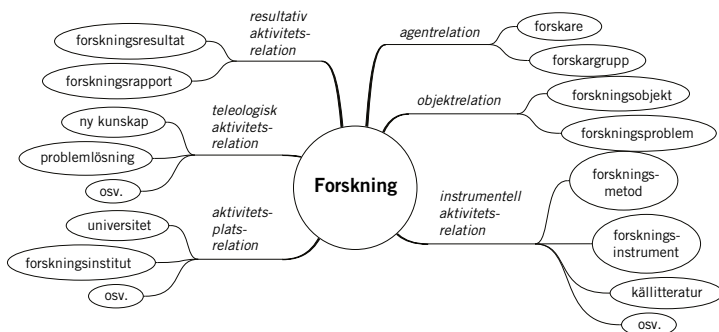 resultativ
aktivitets-
relation
forskningsresultat
forskningsrapport
teleologisk
aktivitets-
relation
ny kunskap
problemlösning
osv.
aktivitets-
plats-
relation
universitet
forskningsinstitut
osv.
Forskning
agentrelation
forskare
forskargrupp
objektrelation
forskningsobjekt
forskningsproblem
instrumentell
aktivitets-
relation
forsknings-
metod
forsknings-
instrument
källitteratur
osv.